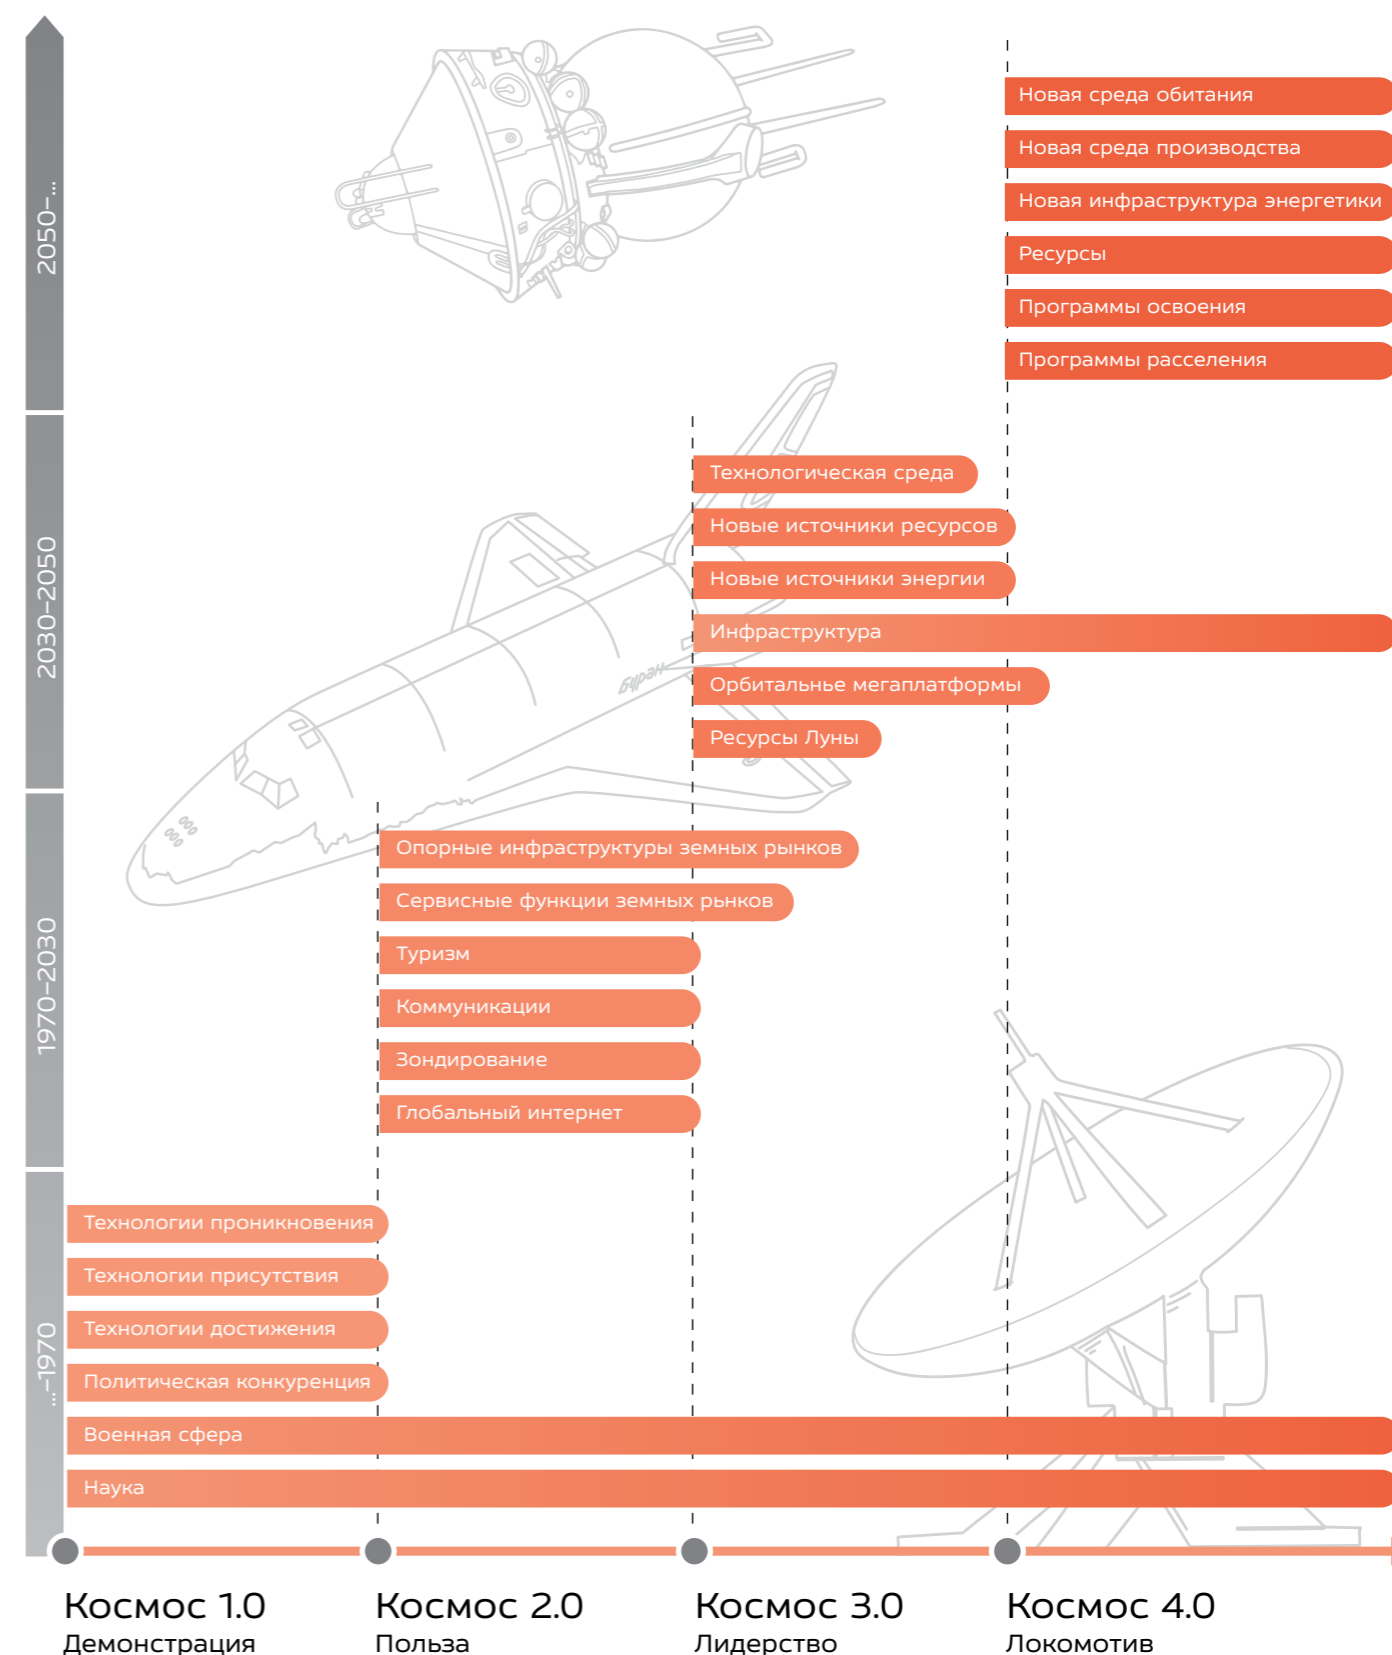 2050–...
Новая среда обитания
Новая среда производства
Новая инфраструктура энергетики
Ресурсы
Программы освоения
Программы расселения
2030–2050
Технологическая среда
Новые источники ресурсов
Новые источники энергии
Инфраструктура
Орбитальнье мегаплатформы
Ресурсы Луны
Буран
1970–2030
Опорные инфраструктуры земных рынков
Сервисные функции земных рынков
Туризм
Коммуникации
Зондирование
Глобальный интернет
...–1970
Технологии проникновения
Технологии присутствия
Технологии достижения
Политическая конкуренция
Военная сфера
Наука
Космос 1.0
Демонстрация
Космос 2.0
Польза
Космос 3.0
Лидерство
Космос 4.0
Локомотив